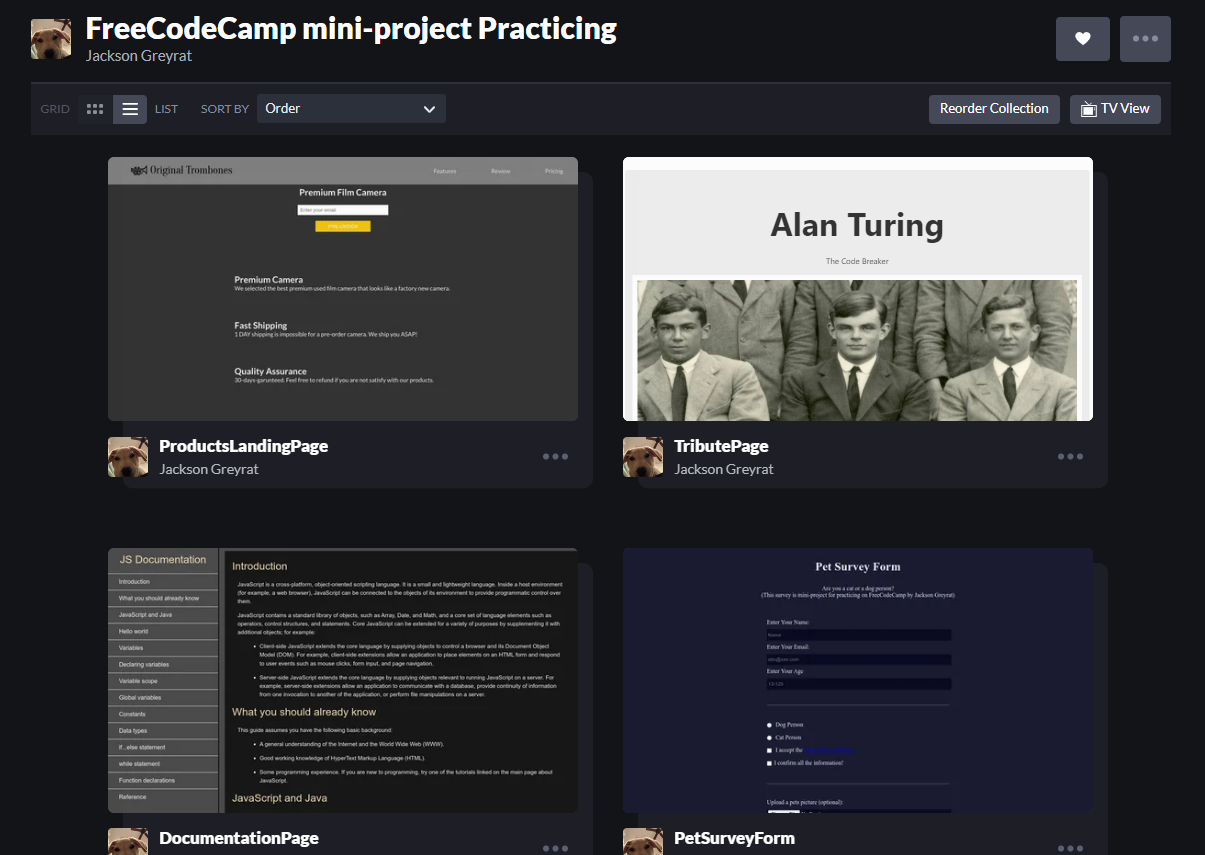 FreeCodeCamp mini-project Practicing
Jackson Greyrat
GRID
LIST
SORT BY
Order
Reorder Collection
TV View
Original Trombones
Features
Review
Pricing
Premium Film Camera
Enter your email
Premium Camera
We selected the best premium used film camera that looks like a factory new camera.
Fast Shipping
1 DAY shipping is impossible for a pre-order camera. We ship you ASAP!
Quality Assurance
30-days-garunteed. Feel free to refund if you are not satisfy with our products.
ProductsLandingPage
Jackson Greyrat
Alan Turing
The Code Breaker
TributePage
Jackson Greyrat
JS Documentation
Introduction
What you should already know
JavaScript and Java
Hello world
Variables
Declaring variables
Variable scope
Global variables
Constants
Data types
if...else statement
while statement
Function declarations
Reference
Introduction
JavaScript is a cross-platform, object-oriented scripting language. It is a small and lightweight language. Inside a host environment
(for example, a web browser), JavaScript can be connected to the objects of its environment to provide programmatic control over
them.
JavaScript contains a standard library of objects, such as Array, Date, and Math, and a core set of language elements such as
operators, control structures, and statements. Core JavaScript can be extended for a variety of purposes by supplementing it with
additional objects; for example:
Client-side JavaScript extends the core language by supplying objects to control a browser and its Document Object
Model (DOM). For example, client-side extensions allow an application to place elements on an HTML form and respond
to user events such as mouse clicks, form input, and page navigation.
Server-side JavaScript extends the core language by supplying objects relevant to running JavaScript on a server. For
example, server-side extensions allow an application to communicate with a database, provide continuity of information
from one invocation to another of the application, or perform file manipulations on a server.
What you should already know
This guide assumes you have the following basic background:
A general understanding of the Internet and the World Wide Web (WWW).
Good working knowledge of HyperText Markup Language (HTML).
Some programming experience. If you are new to programming, try one of the tutorials linked on the main page about
JavaScript.
JavaScript and Java
DocumentationPage
Pet Survey Form
Are you a cat or a dog person?
(This survey is mini-project for practicing on FreeCodeCamp by Jackson Greyrat)
Enter Your Name:
Name
Enter Your Email:
Enter Your Age
Dog Person
Cat Person
I accept the
I confirm all the information!
Upload a pets picture (optional):
PetSurveyForm